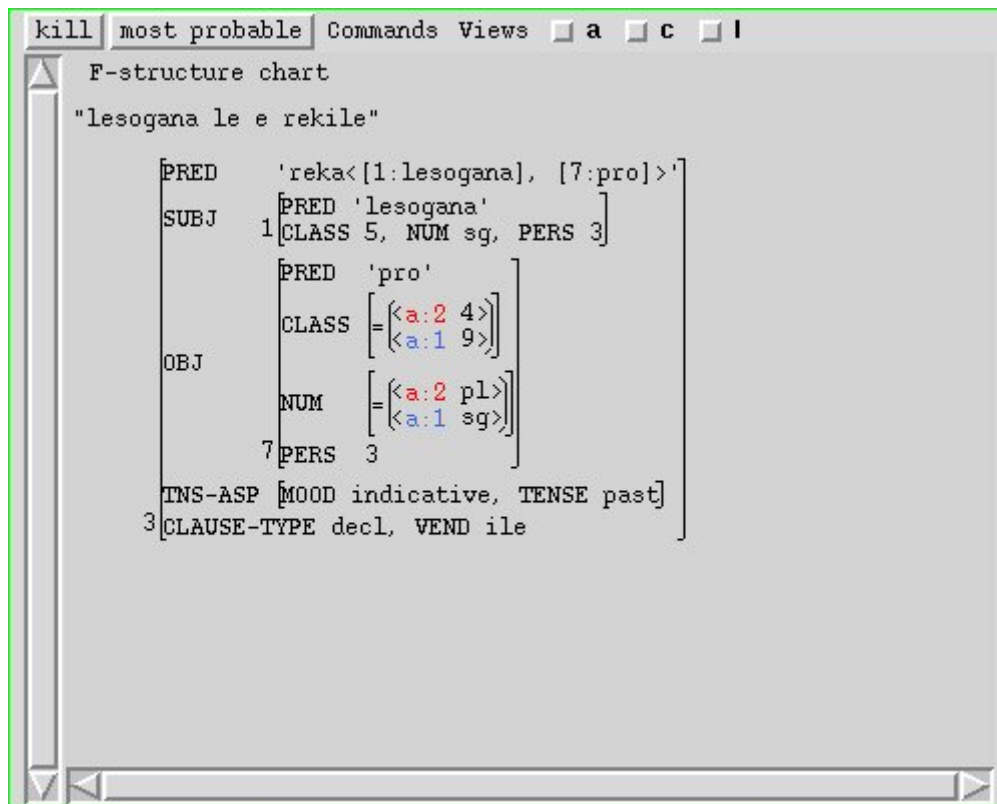 kill most probable Commands Views a c l
F-structure chart
"lesogana le e rekile"
PRED 'reka<[1:lesogana], [7:pro]>'
SUBJ 1 PRED 'lesogana'
CLASS 5, NUM sg, PERS 3
PRED 'pro'
CLASS = <a:2 4>
<a:1 9>
OBJ
NUM = <a:2 pl>
<a:1 sg>
7 PERS 3
TNS-ASP [MOOD indicative, TENSE past]
3 CLAUSE-TYPE decl, VEND ile